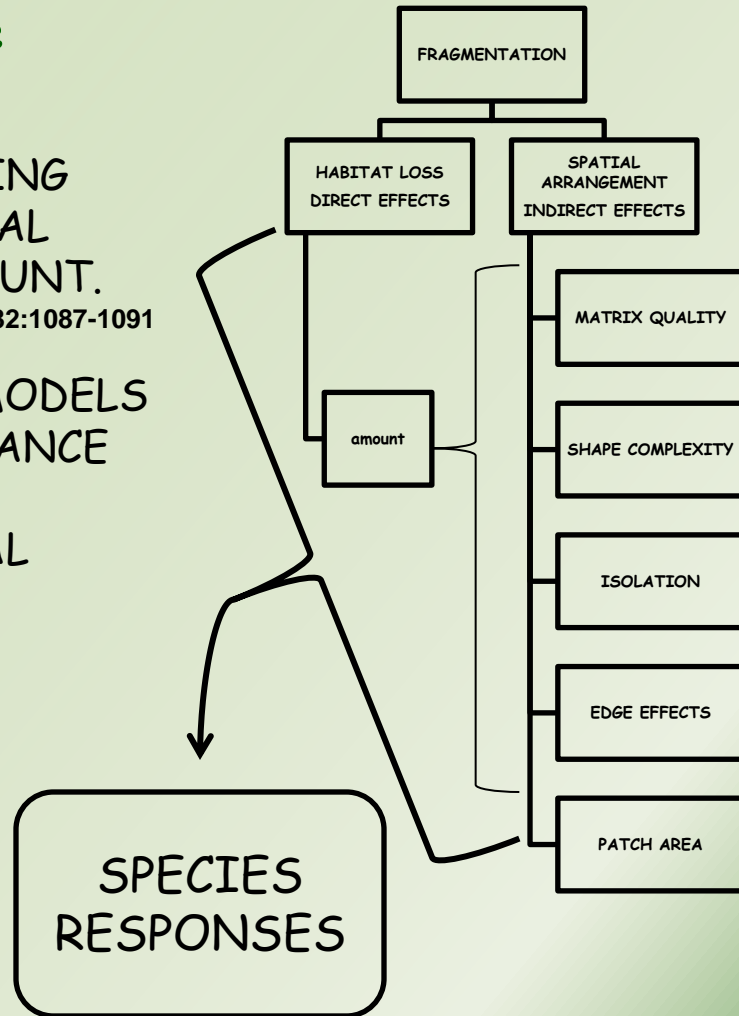 ING
AL
UNT.
32:1087-1091
MODELS
ANCE
AL
FRAGMENTATION
HABITAT LOSS
DIRECT EFFECTS
SPATIAL
ARRANGEMENT
INDIRECT EFFECTS
MATRIX QUALITY
amount
SHAPE COMPLEXITY
ISOLATION
EDGE EFFECTS
PATCH AREA
SPECIES
RESPONSES